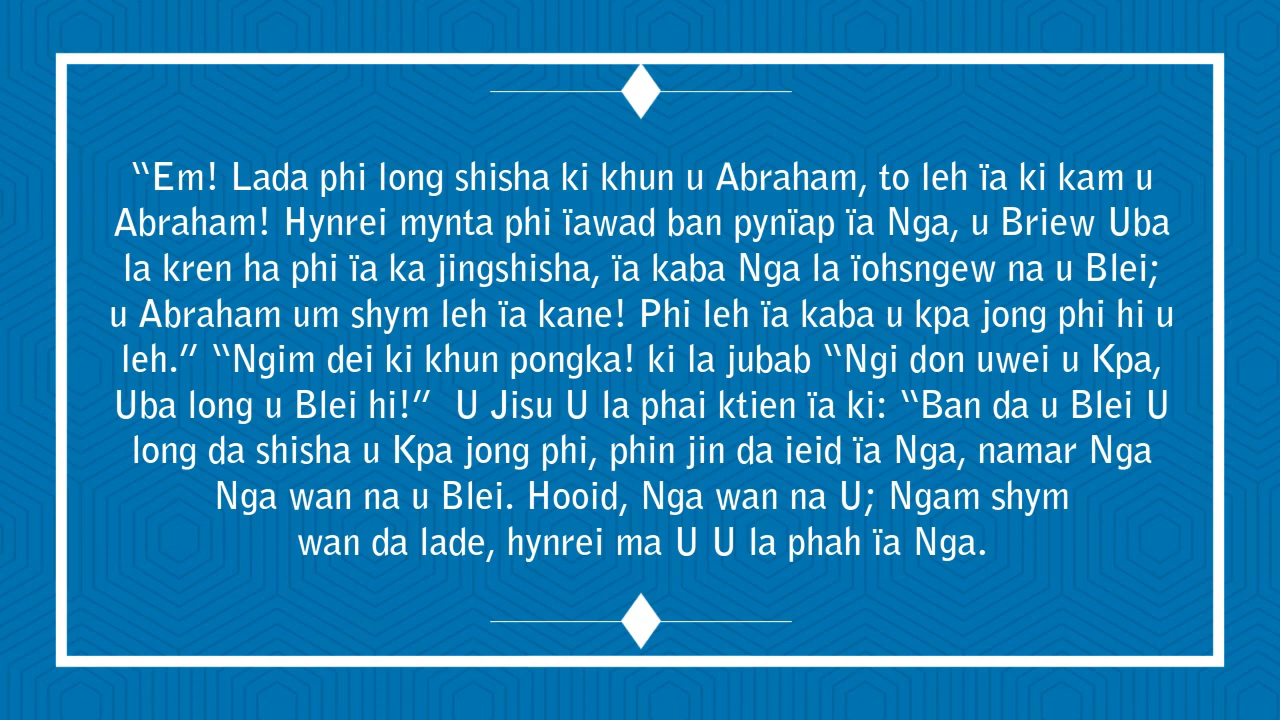 “Em! Lada phi long shisha ki khun u Abraham, to leh ïa ki kam u
Abraham! Hynrei mynta phi ïawad ban pynïap ïa Nga, u Briew Uba
la kren ha phi ïa ka jingshisha, ïa kaba Nga la ïohsngew na u Blei;
u Abraham um shym leh ïa kane! Phi leh ïa kaba u kpa jong phi hi u
leh.” “Ngim dei ki khun pongka! ki la jubab “Ngi don uwei u Kpa,
Uba long u Blei hi!”  U Jisu U la phai ktien ïa ki: “Ban da u Blei U
long da shisha u Kpa jong phi, phin jin da ieid ïa Nga, namar Nga
Nga wan na u Blei. Hooid, Nga wan na U; Ngam shym
wan da lade, hynrei ma U U la phah ïa Nga.